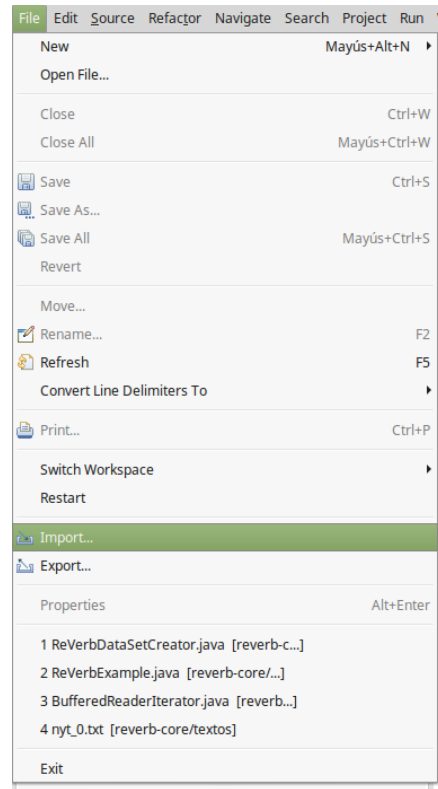 File Edit Source Refactor Navigate Search Project Run
New Mayús+Alt+N
Open File...
Close Ctrl+W
Close All Mayús+Ctrl+W
Save Ctrl+S
Save As...
Save All Mayús+Ctrl+S
Revert
Move...
Rename... F2
Refresh F5
Convert Line Delimiters To
Print... Ctrl+P
Switch Workspace
Restart
Import...
Export...
Properties Alt+Enter
1 ReVerbDataSetCreator.java [reverb-c...]
2 ReVerbExample.java [reverb-core/...]
3 BufferedReaderIterator.java [reverb...]
4 nyt_0.txt [reverb-core/textos]
Exit